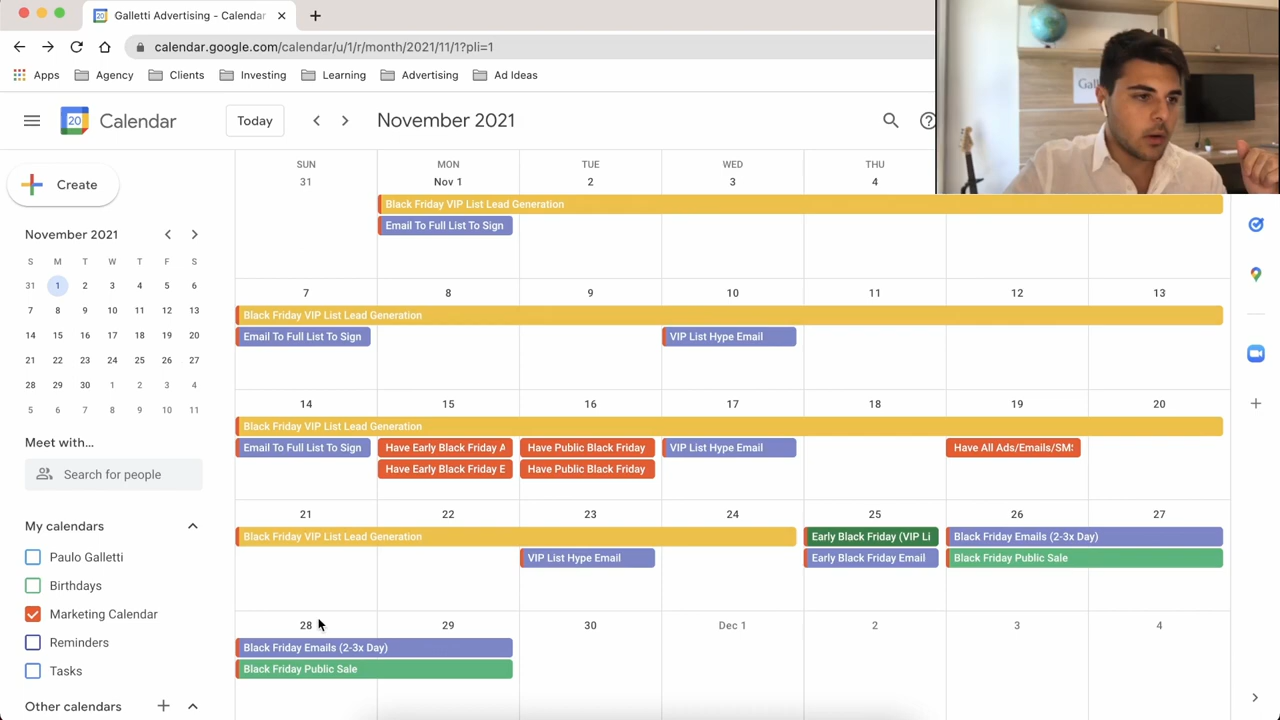 Galletti Advertising - Calendar
calendar.google.com/calendar/u/1/r/month/2021/11/1?pli=1
Apps Agency Clients Investing Learning Advertising Ad Ideas
20 Calendar Today November 2021
Gall
Create
SUN MON TUE WED THU
31 Nov 1 2 3 4
Black Friday VIP List Lead Generation
Email To Full List To Sign
November 2021
S M T W T F S
31 1 2 3 4 5 6
7 8 9 10 11 12 13
14 15 16 17 18 19 20
21 22 23 24 25 26 27
28 29 30 1 2 3 4
5 6 7 8 9 10 11
Meet with...
Search for people
My calendars
Paulo Galletti
Birthdays
Marketing Calendar
Reminders
Tasks
Other calendars
7 8 9 10 11 12 13
Black Friday VIP List Lead Generation
Email To Full List To Sign VIP List Hype Email
14 15 16 17 18 19 20
Black Friday VIP List Lead Generation
Email To Full List To Sign Have Early Black Friday A Have Public Black Friday VIP List Hype Email Have All Ads/Emails/SMS
Have Early Black Friday E Have Public Black Friday
21 22 23 24 25 26 27
Black Friday VIP List Lead Generation Early Black Friday (VIP Li Black Friday Emails (2-3x Day)
VIP List Hype Email Early Black Friday Email Black Friday Public Sale
28 29 30 Dec 1 2 3 4
Black Friday Emails (2-3x Day)
Black Friday Public Sale